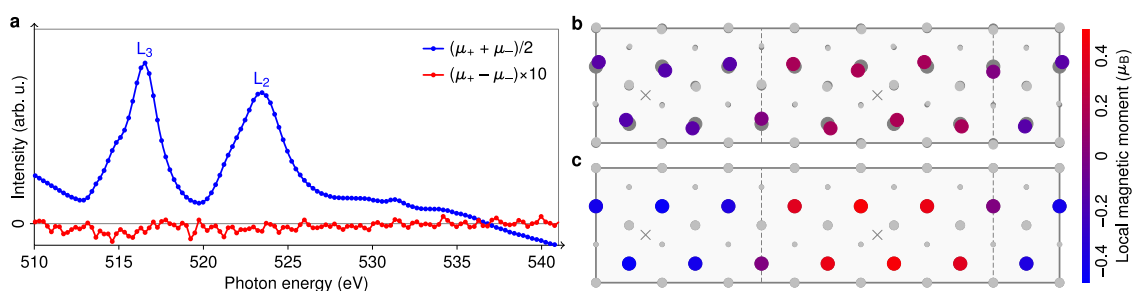 a
Intensity (arb. u.)
0
L₃
L₂
(μ₊ + μ₋)/2
(μ₊ − μ₋)×10
510
515
520
525
530
535
540
Photon energy (eV)
b
c
0.4
0.2
0
−0.2
−0.4
Local magnetic moment (μ_B)